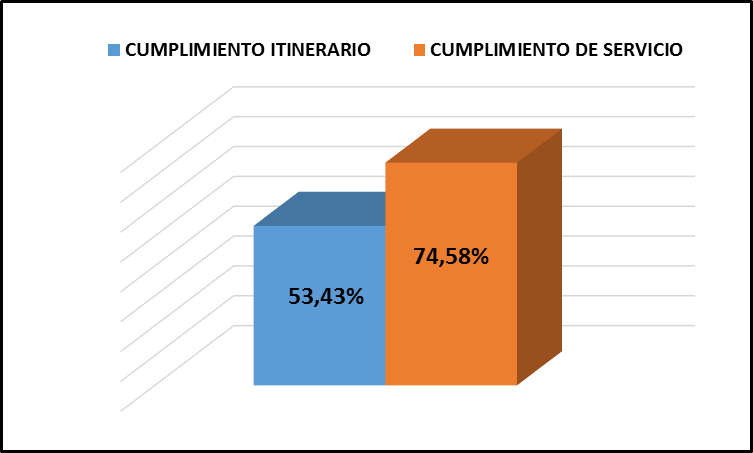 CUMPLIMIENTO ITINERARIO CUMPLIMIENTO DE SERVICIO
74,58%
53,43%